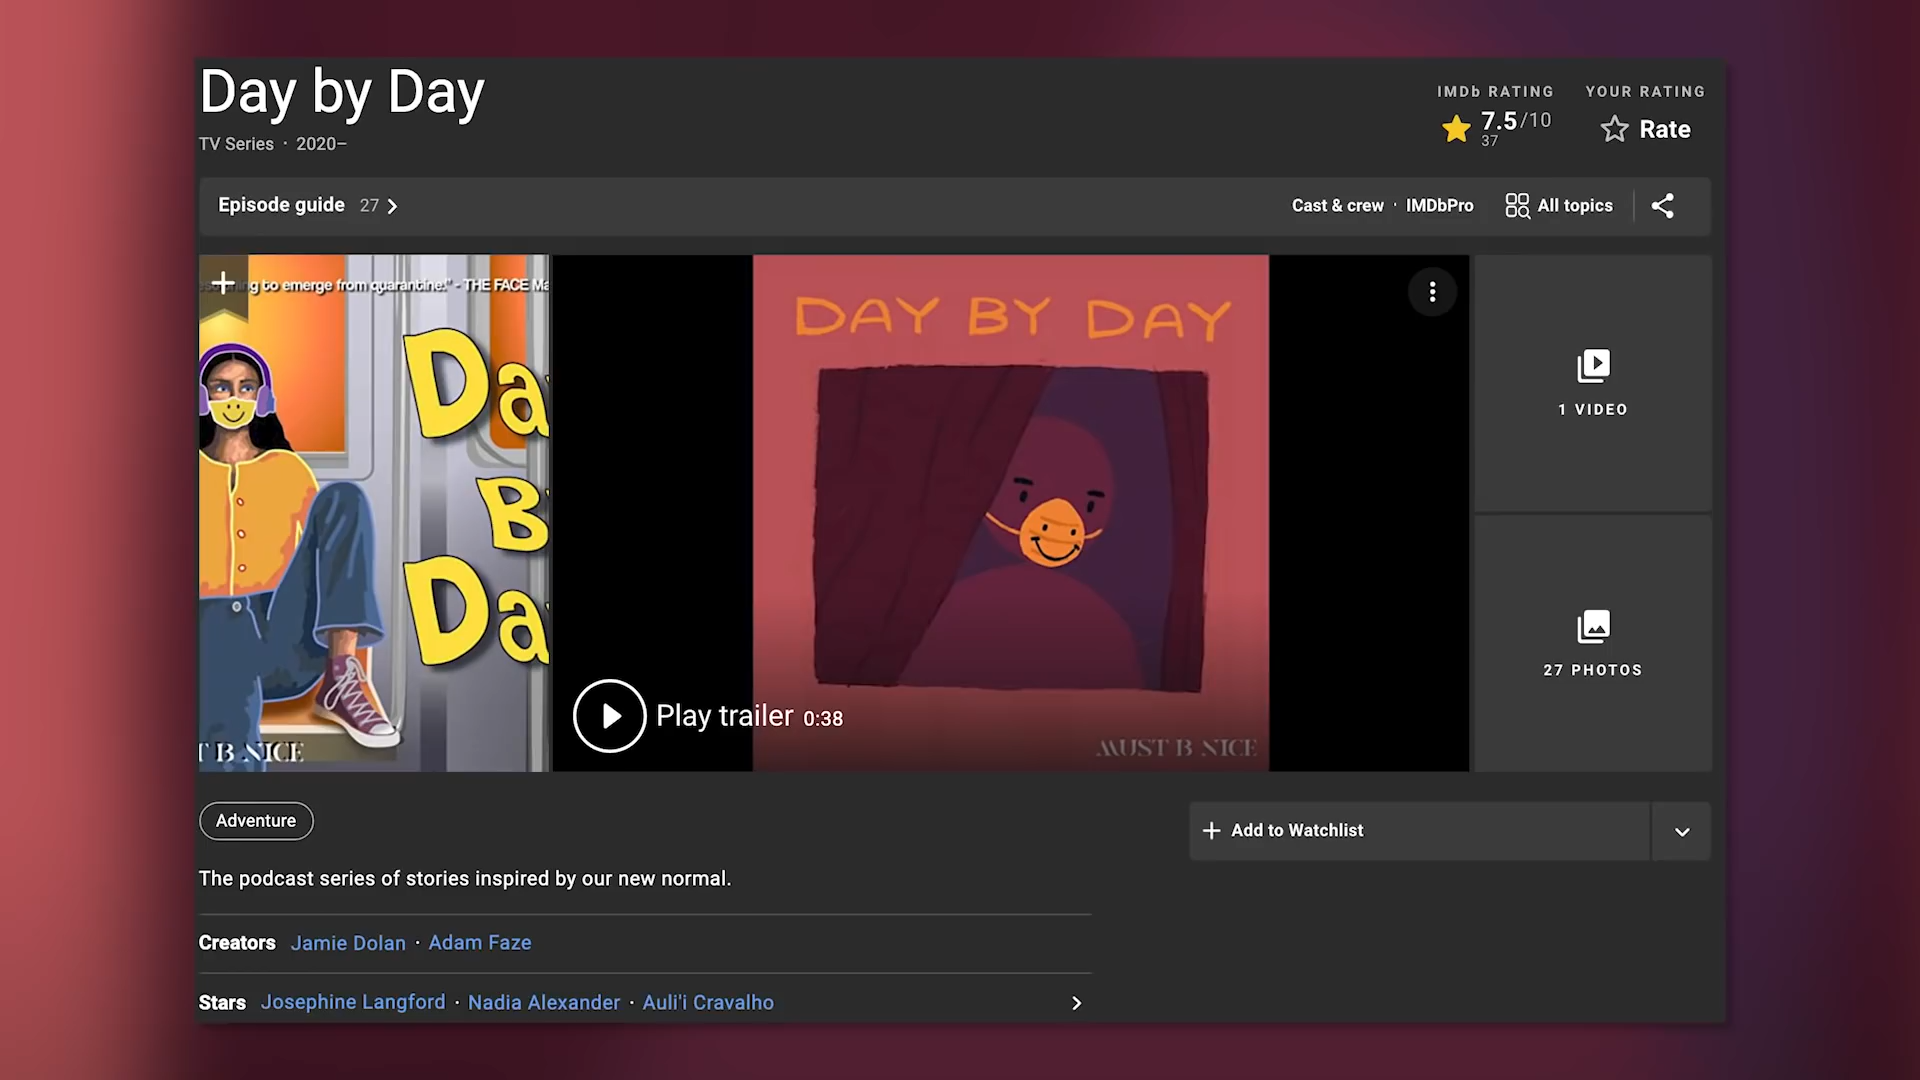 Day by Day
TV Series · 2020–
IMDb RATING
7.5/10
37
YOUR RATING
Rate
Episode guide 27
Cast & crew · IMDbPro
All topics
to emerge from quarantine!" - THE FACE
Da
B
Da
T B NICE
DAY BY DAY
MUST B NICE
Play trailer 0:38
1 VIDEO
27 PHOTOS
Adventure
Add to Watchlist
The podcast series of stories inspired by our new normal.
Creators Jamie Dolan · Adam Faze
Stars Josephine Langford · Nadia Alexander · Auli'i Cravalho